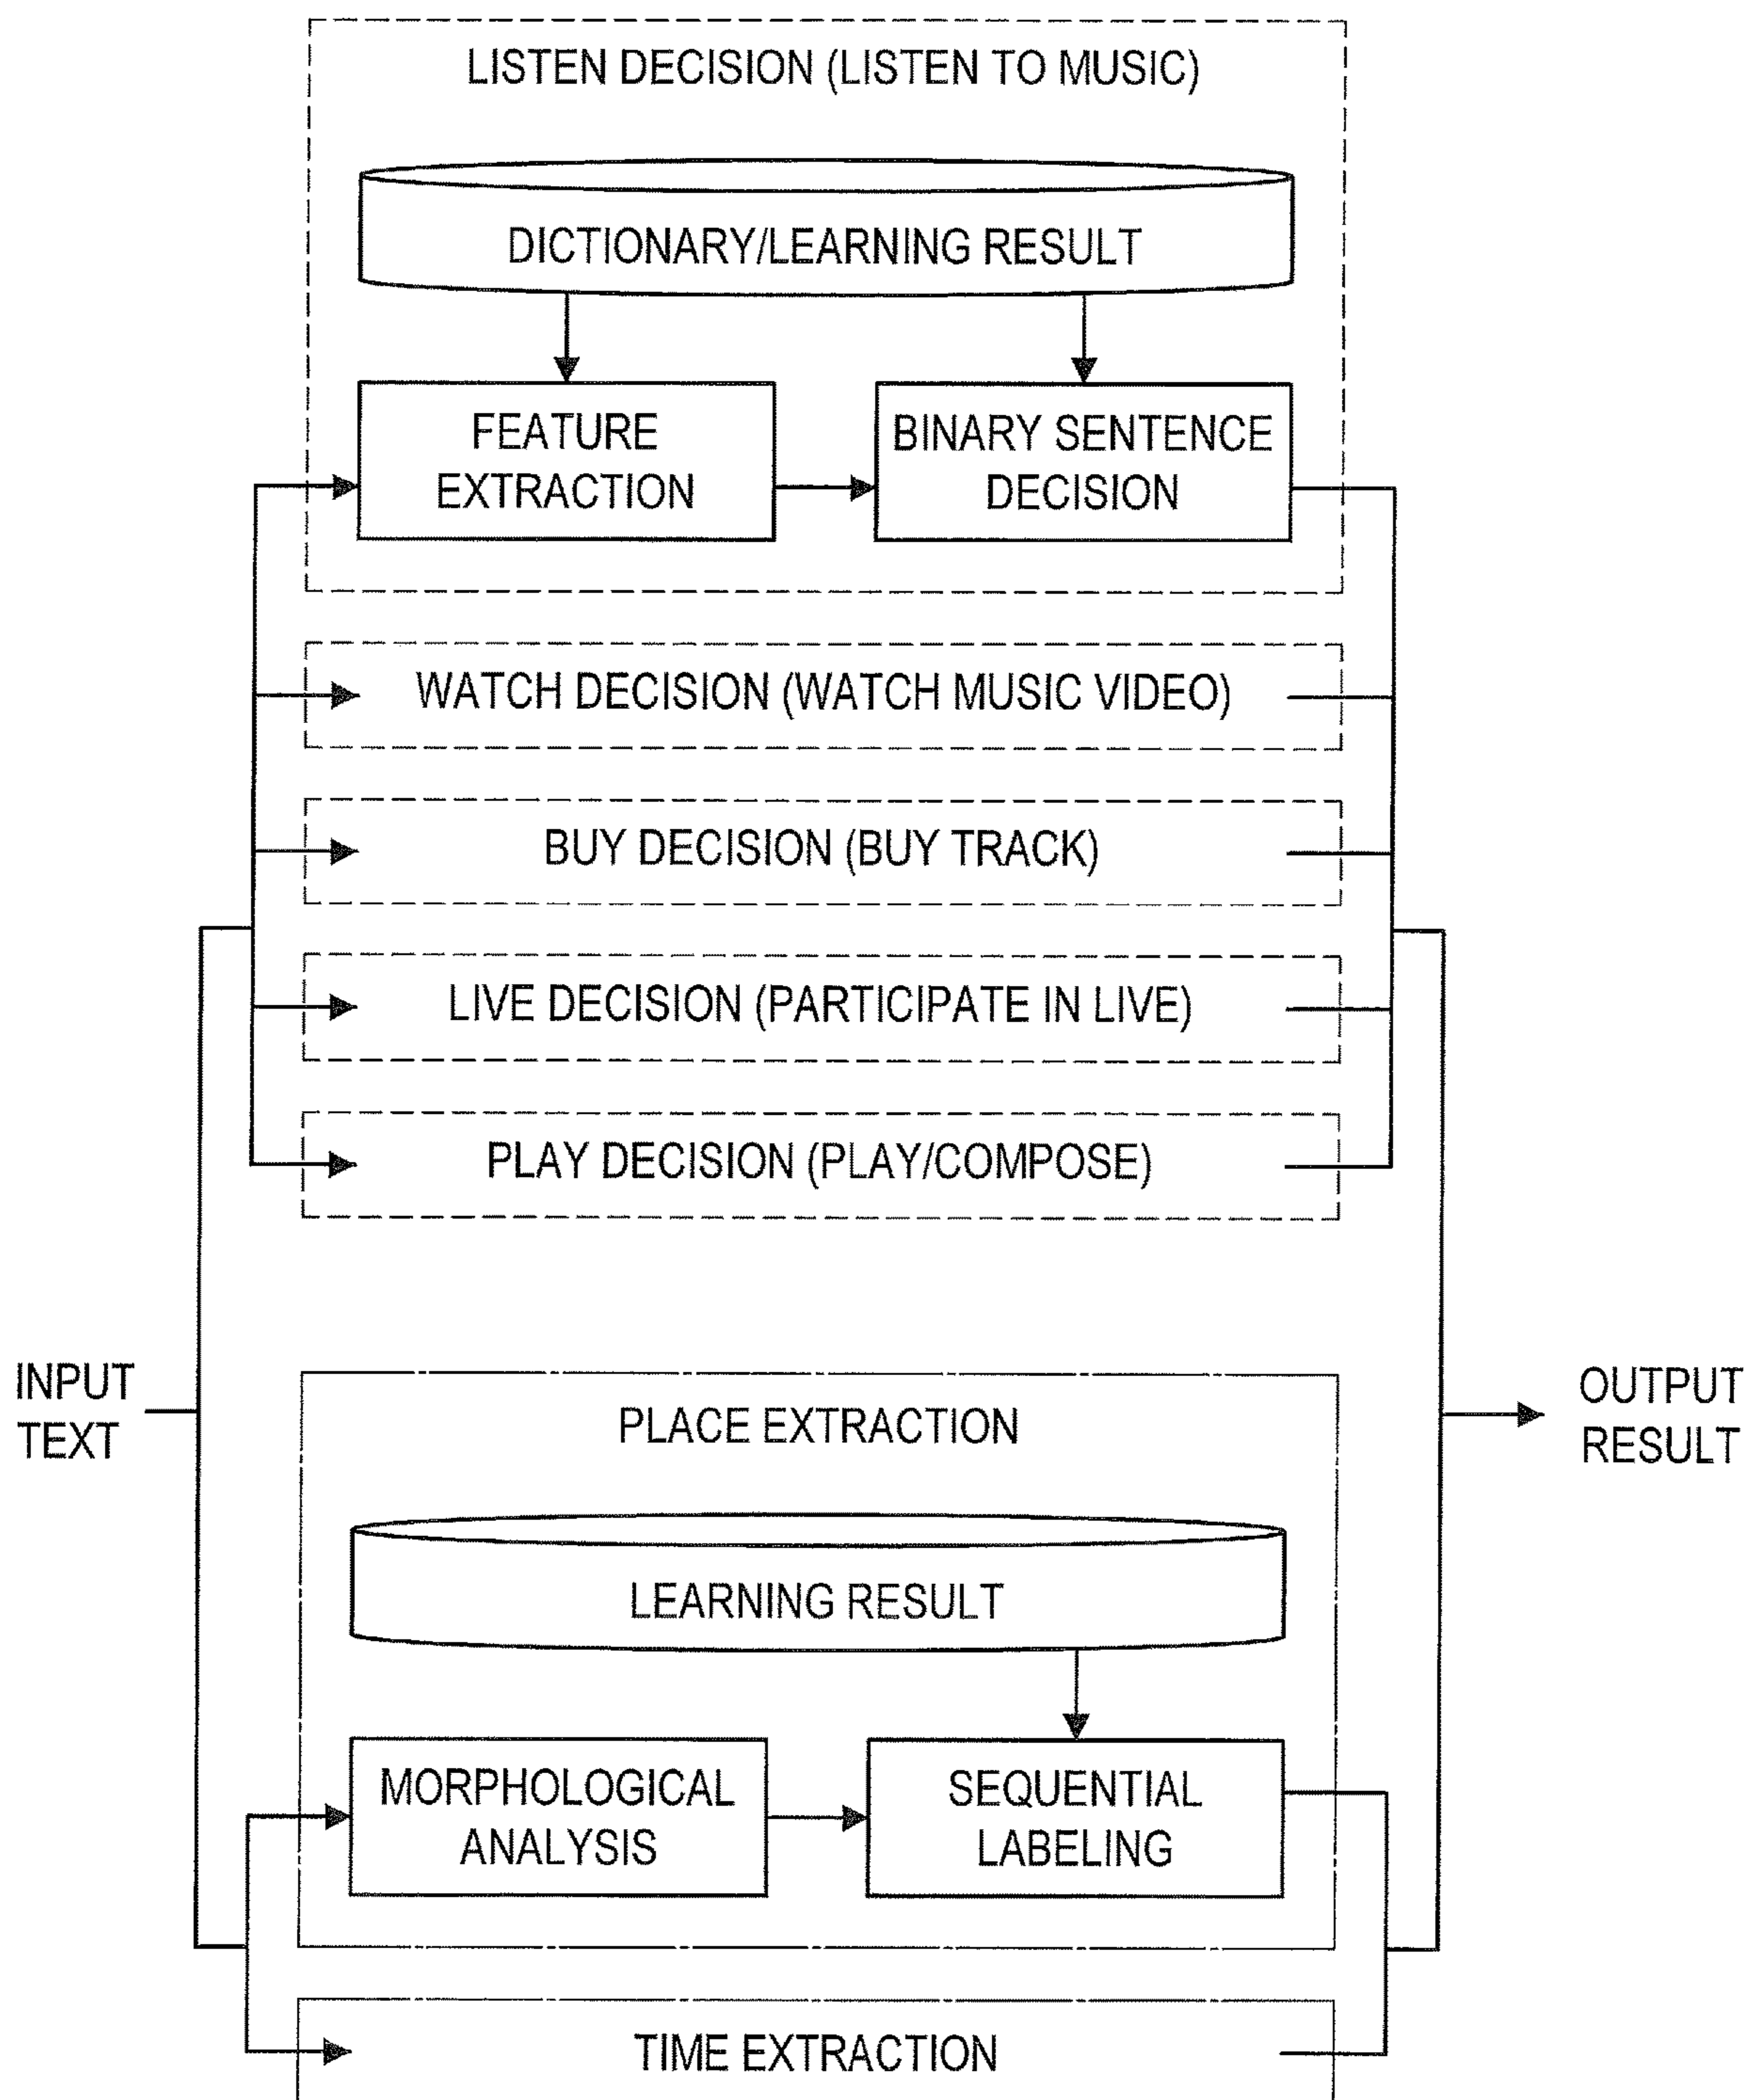 LISTEN DECISION (LISTEN TO MUSIC)
DICTIONARY/LEARNING RESULT
FEATURE
EXTRACTION
BINARY SENTENCE
DECISION
WATCH DECISION (WATCH MUSIC VIDEO)
BUY DECISION (BUY TRACK)
LIVE DECISION (PARTICIPATE IN LIVE)
PLAY DECISION (PLAY/COMPOSE)
INPUT
TEXT
OUTPUT
RESULT
PLACE EXTRACTION
LEARNING RESULT
MORPHOLOGICAL
ANALYSIS
SEQUENTIAL
LABELING
TIME EXTRACTION